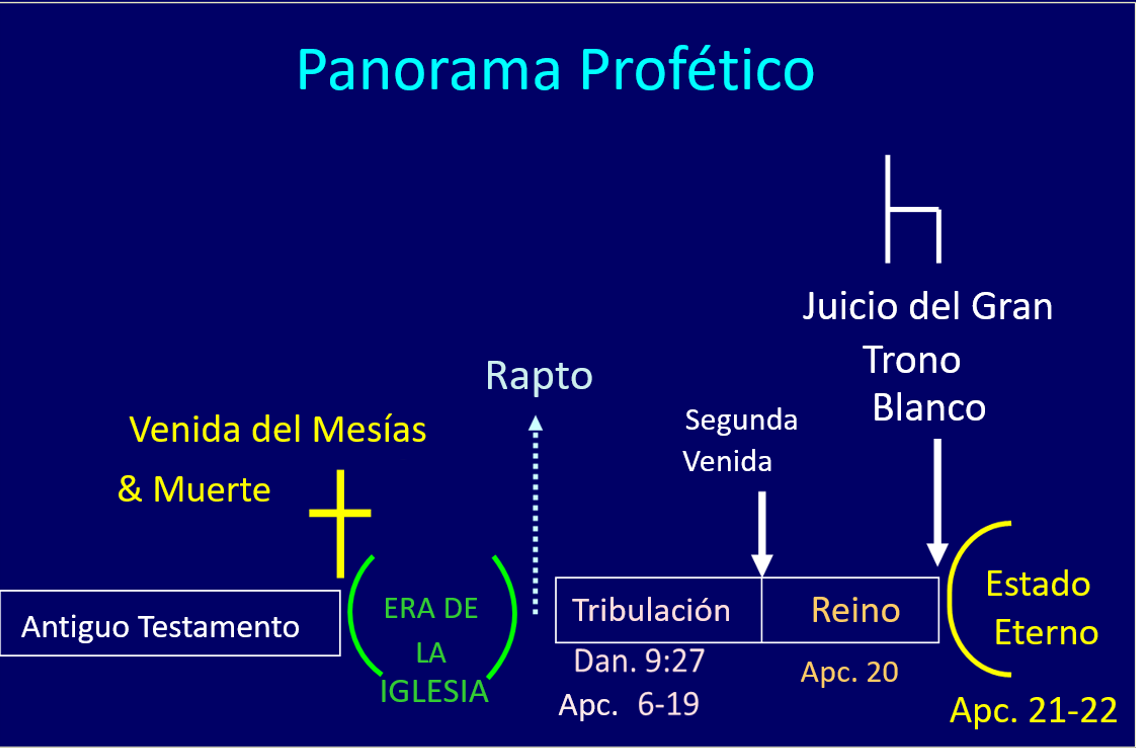 Panorama Profético
Juicio del Gran
Trono
Blanco
Rapto
Segunda
Venida
Venida del Mesías
& Muerte
Antiguo Testamento
ERA DE
LA
IGLESIA
Tribulación
Dan. 9:27
Apc. 6-19
Reino
Apc. 20
Estado
Eterno
Apc. 21-22